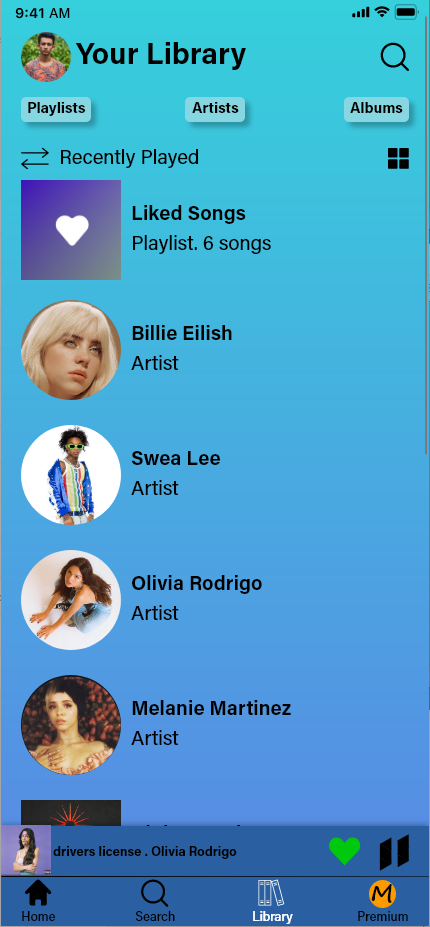 9:41 AM
Your Library
Playlists
Artists
Albums
Recently Played
Liked Songs
Playlist. 6 songs
Billie Eilish
Artist
Swea Lee
Artist
Olivia Rodrigo
Artist
Melanie Martinez
Artist
drivers license . Olivia Rodrigo
M
Home
Search
Library
Premium